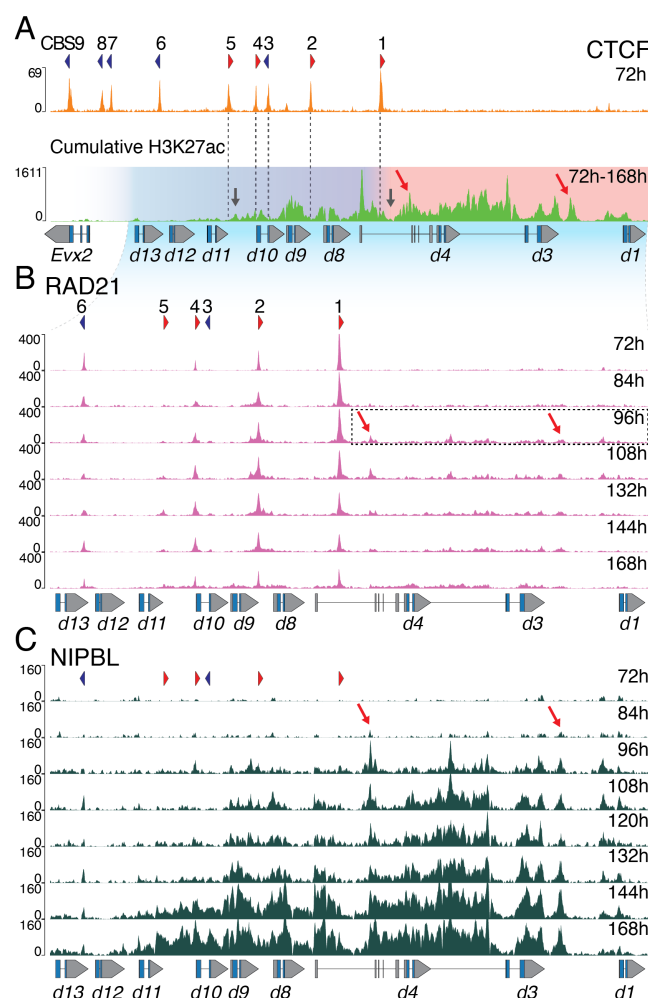 A
CBS9 87 6 5 43 2 1 CTCF
69
0
72h
Cumulative H3K27ac
1611
0
72h-168h
Evx2 d13 d12 d11 d10 d9 d8 d4 d3 d1
B RAD21
6 5 4 3 2 1
400
0
72h
400
0
84h
400
0
96h
400
0
108h
400
0
132h
400
0
144h
400
0
168h
d13 d12 d11 d10 d9 d8 d4 d3 d1
C NIPBL
160
0
72h
160
0
84h
160
0
96h
160
0
108h
160
0
120h
160
0
132h
160
0
144h
160
0
168h
d13 d12 d11 d10 d9 d8 d4 d3 d1